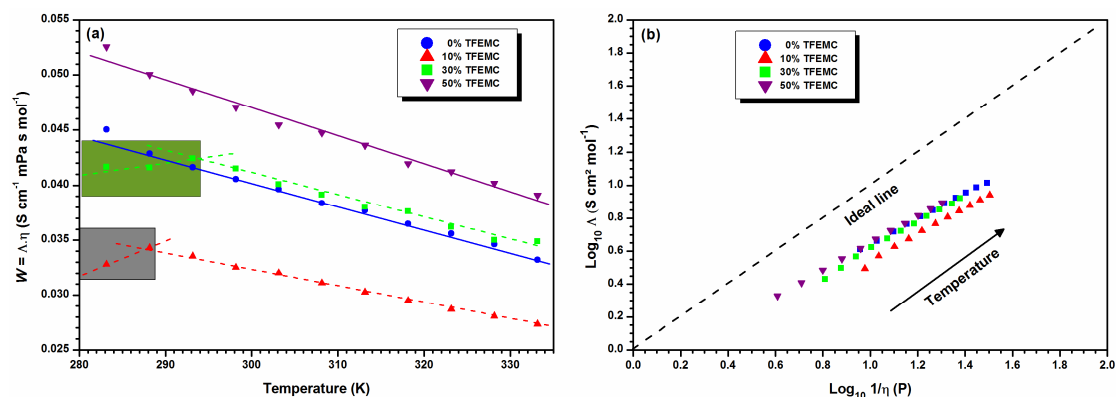 (a)
0% TFEMC
10% TFEMC
30% TFEMC
50% TFEMC
0.055
0.050
0.045
0.040
0.035
0.030
0.025
W = Λ.η (S cm⁻¹ mPa s mol⁻¹)
280 290 300 310 320 330
Temperature (K)
(b)
0% TFEMC
10% TFEMC
30% TFEMC
50% TFEMC
2.0
1.8
1.6
1.4
1.2
1.0
0.8
0.6
0.4
0.2
0.0
Log₁₀ Λ (S cm² mol⁻¹)
Ideal line
Temperature
0.0 0.2 0.4 0.6 0.8 1.0 1.2 1.4 1.6 1.8 2.0
Log₁₀ 1/η (P)